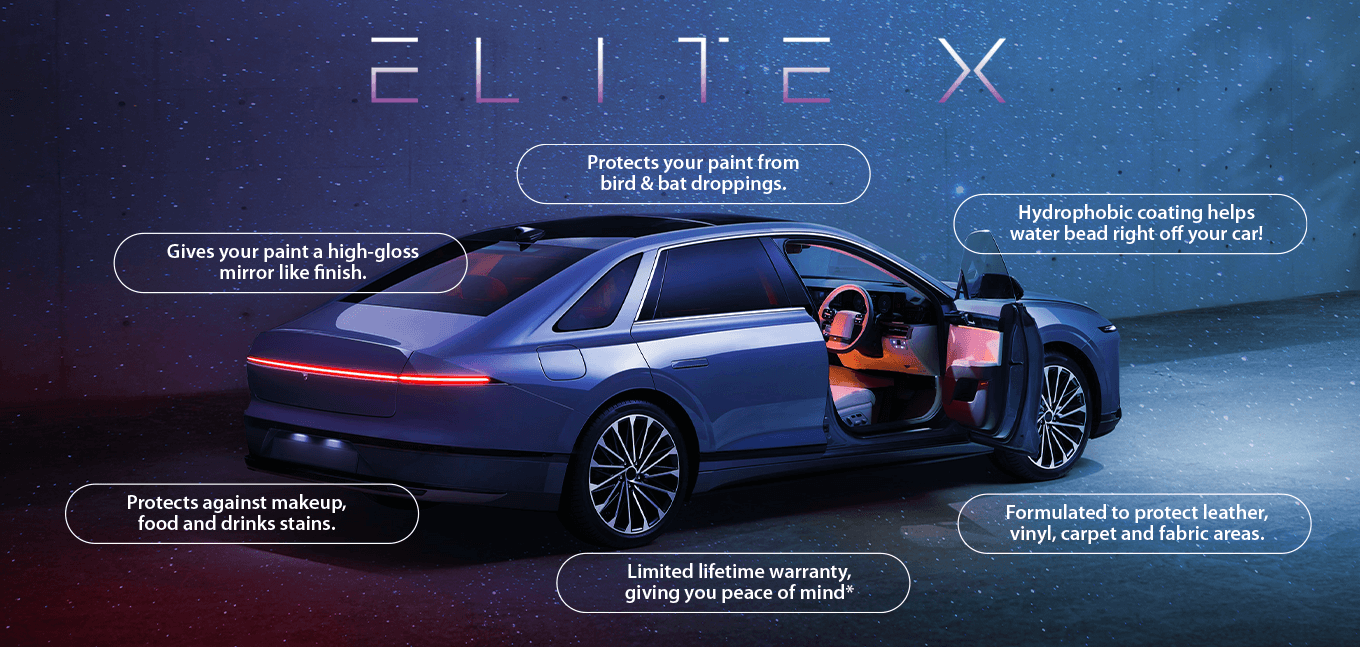 ELITE X
Protects your paint from
bird & bat droppings.
Hydrophobic coating helps
water bead right off your car!
Gives your paint a high-gloss
mirror like finish.
Protects against makeup,
food and drinks stains.
Formulated to protect leather,
vinyl, carpet and fabric areas.
Limited lifetime warranty,
giving you peace of mind*